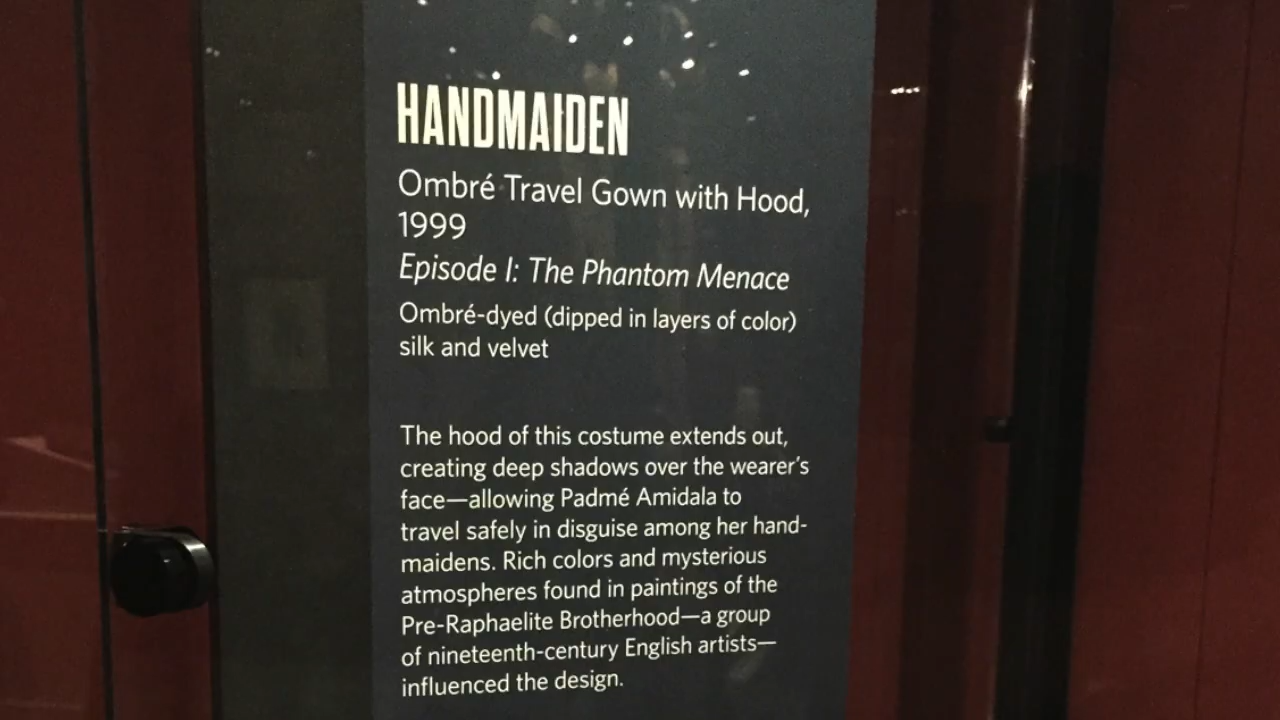 HANDMAIDEN
Ombré Travel Gown with Hood,
1999
Episode I: The Phantom Menace
Ombré-dyed (dipped in layers of color)
silk and velvet
The hood of this costume extends out,
creating deep shadows over the wearer's
face—allowing Padmé Amidala to
travel safely in disguise among her hand-
maidens. Rich colors and mysterious
atmospheres found in paintings of the
Pre-Raphaelite Brotherhood—a group
of nineteenth-century English artists—
influenced the design.